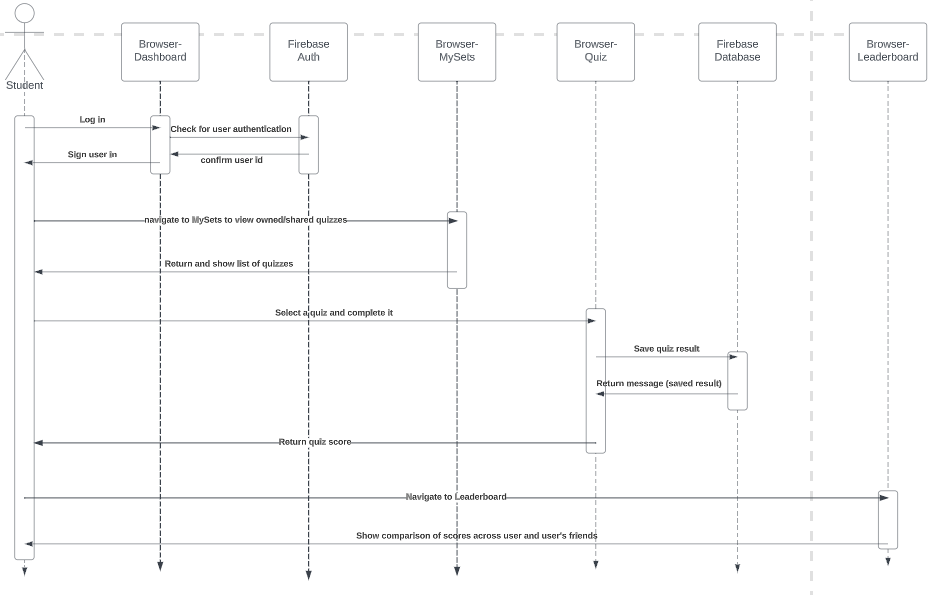 Browser-
Dashboard
Firebase
Auth
Browser-
MySets
Browser-
Quiz
Firebase
Database
Browser-
Leaderboard
Student
Log in
Check for user authentication
Sign user in
confirm user id
navigate to MySets to view owned/shared quizzes
Return and show list of quizzes
Select a quiz and complete it
Save quiz result
Return message (saved result)
Return quiz score
Navigate to Leaderboard
Show comparison of scores across user and user's friends